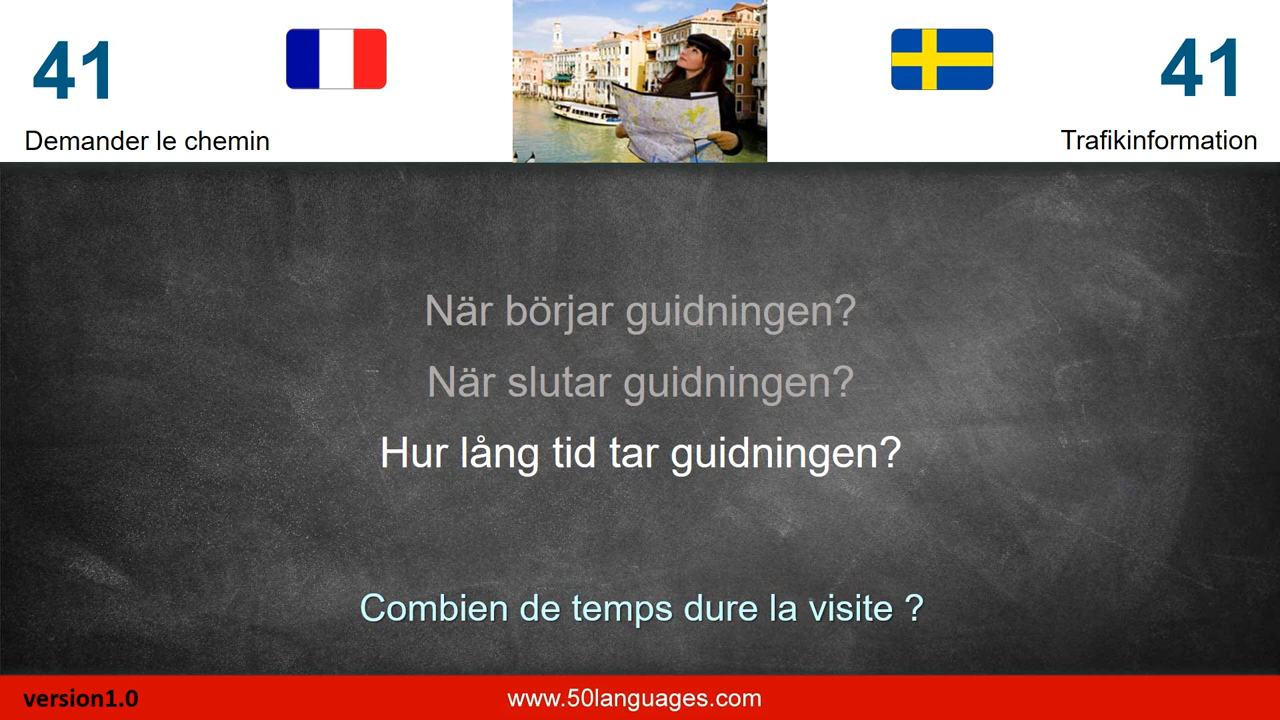 41
41
Demander le chemin
Trafikinformation
När börjar guidningen?
När slutar guidningen?
Hur lång tid tar guidningen?
Combien de temps dure la visite ?
version1.0
www.50languages.com